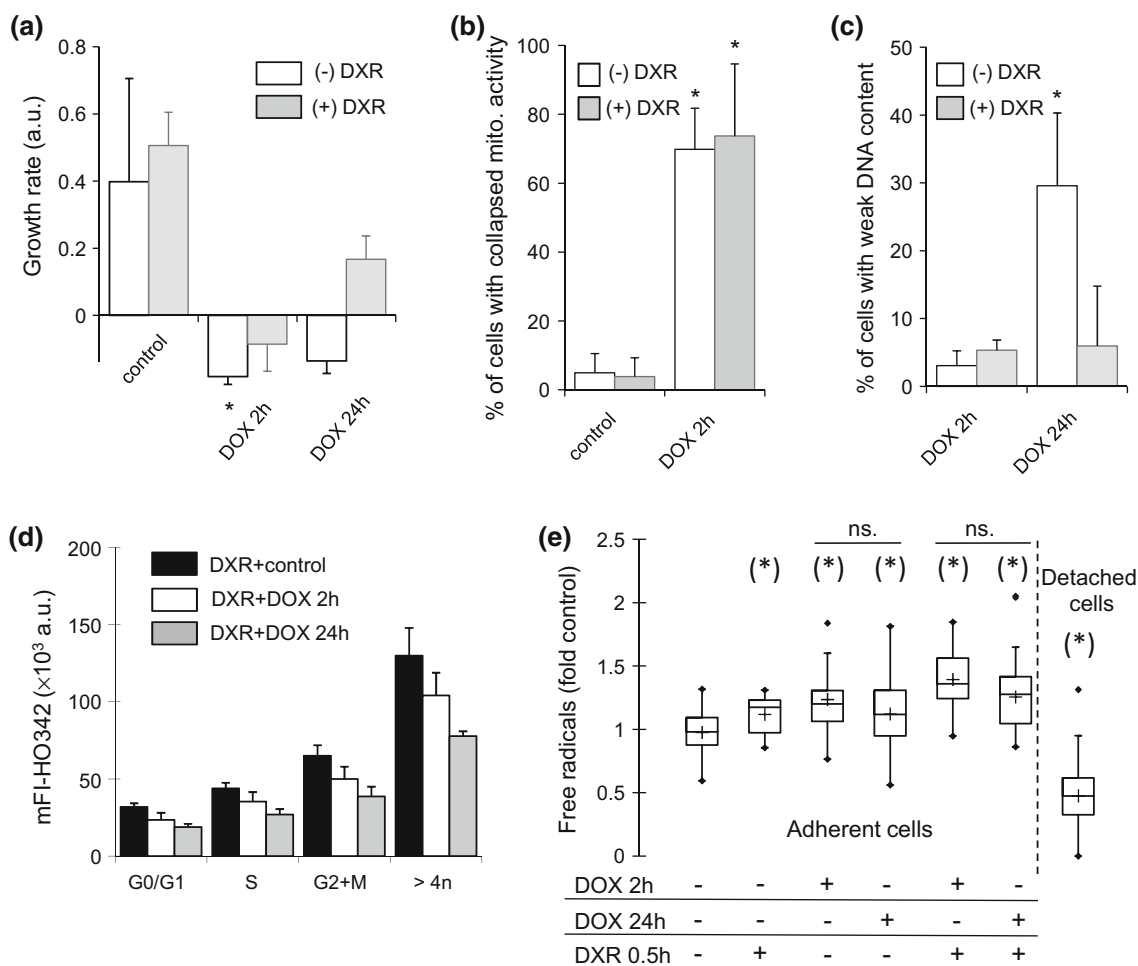 (a)
Growth rate (a.u.)
0.8
0.6
0.4
0.2
0
(-) DXR
(+) DXR
control
*
DOX 2h
DOX 24h
(b)
% of cells with collapsed mito. activity
100
80
60
40
20
0
(-) DXR
(+) DXR
*
*
control
DOX 2h
(c)
% of cells with weak DNA content
50
40
30
20
10
0
(-) DXR
(+) DXR
*
DOX 2h
DOX 24h
(d)
mFI-HO342 (×10³ a.u.)
200
150
100
50
0
DXR+control
DXR+DOX 2h
DXR+DOX 24h
G0/G1 S G2+M > 4n
(e)
Free radicals (fold control)
2.5
2
1.5
1
0.5
0
ns. ns.
(*) (*) (*) (*) (*)
Detached
cells
(*)
Adherent cells
DOX 2h - - + - + -
DOX 24h - - - + - +
DXR 0.5h - + - - + +